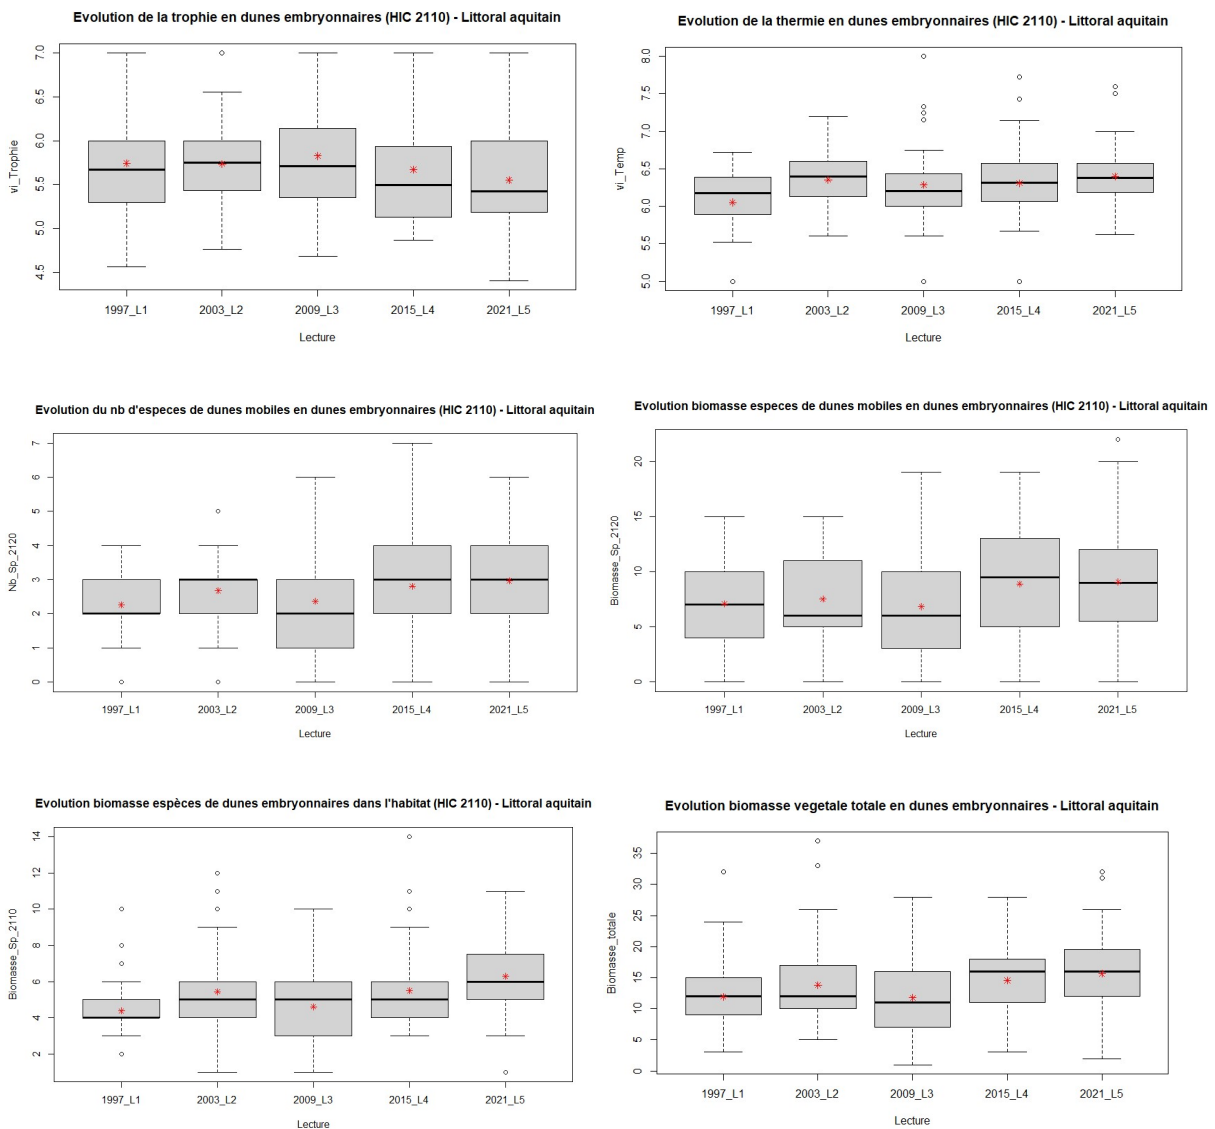 Evolution de la trophie en dunes embryonnaires (HIC 2110) - Littoral aquitain
vi_Trophie
7.0
6.5
6.0
5.5
5.0
4.5
1997_L1 2003_L2 2009_L3 2015_L4 2021_L5
Lecture
Evolution de la thermie en dunes embryonnaires (HIC 2110) - Littoral aquitain
vi_Temp
8.0
7.5
7.0
6.5
6.0
5.5
5.0
1997_L1 2003_L2 2009_L3 2015_L4 2021_L5
Lecture
Evolution du nb d'especes de dunes mobiles en dunes embryonnaires (HIC 2110) - Littoral aquitain
Nb_Sp_2120
7
6
5
4
3
2
1
0
1997_L1 2003_L2 2009_L3 2015_L4 2021_L5
Lecture
Evolution biomasse especes de dunes mobiles en dunes embryonnaires (HIC 2110) - Littoral aquitain
Biomasse_Sp_2120
20
15
10
5
0
1997_L1 2003_L2 2009_L3 2015_L4 2021_L5
Lecture
Evolution biomasse espèces de dunes embryonnaires dans l'habitat (HIC 2110) - Littoral aquitain
Biomasse_Sp_2110
14
12
10
8
6
4
2
1997_L1 2003_L2 2009_L3 2015_L4 2021_L5
Lecture
Evolution biomasse vegetale totale en dunes embryonnaires - Littoral aquitain
Biomasse_totale
35
30
25
20
15
10
5
0
1997_L1 2003_L2 2009_L3 2015_L4 2021_L5
Lecture